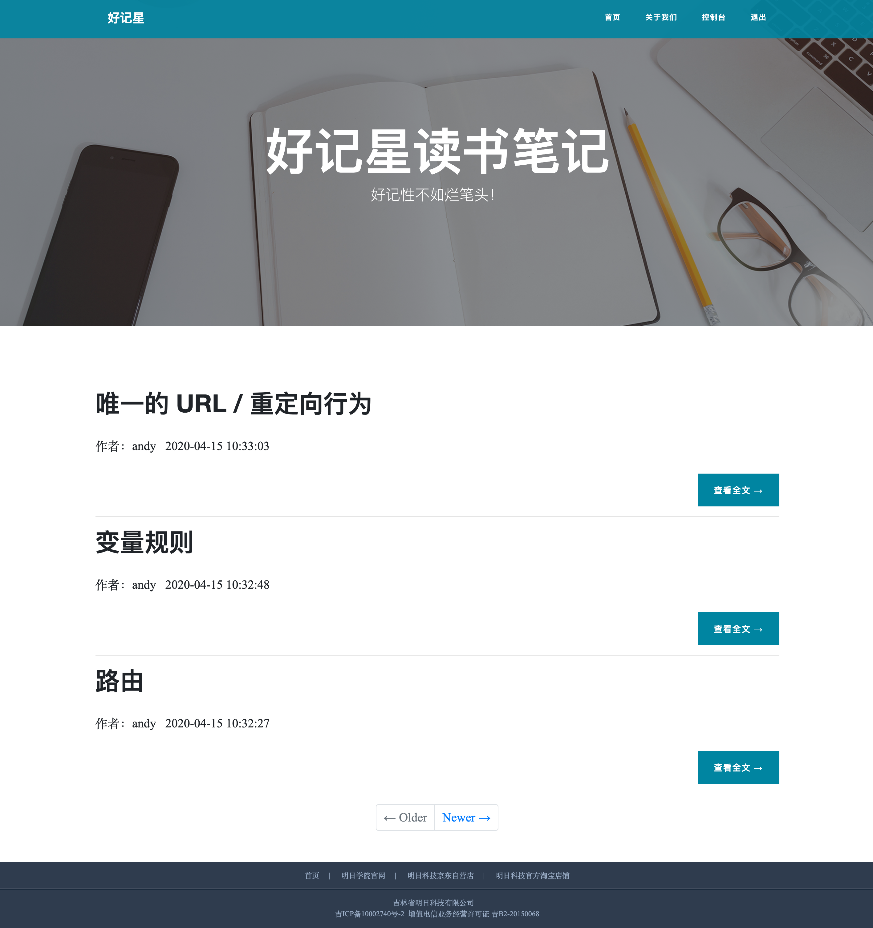 好记星 首页 关于我们 控制台 退出
好记星读书笔记
好记性不如烂笔头!
唯一的 URL / 重定向行为
作者：andy 2020-04-15 10:33:03
查看全文 →
变量规则
作者：andy 2020-04-15 10:32:48
查看全文 →
路由
作者：andy 2020-04-15 10:32:27
查看全文 →
← Older Newer →
首页 | 明日学院官网 | 明日科技京东自营店 | 明日科技官方淘宝店铺
吉林省明日科技有限公司
吉ICP备10002740号-2 增值电信业务经营许可证 吉B2-20150068